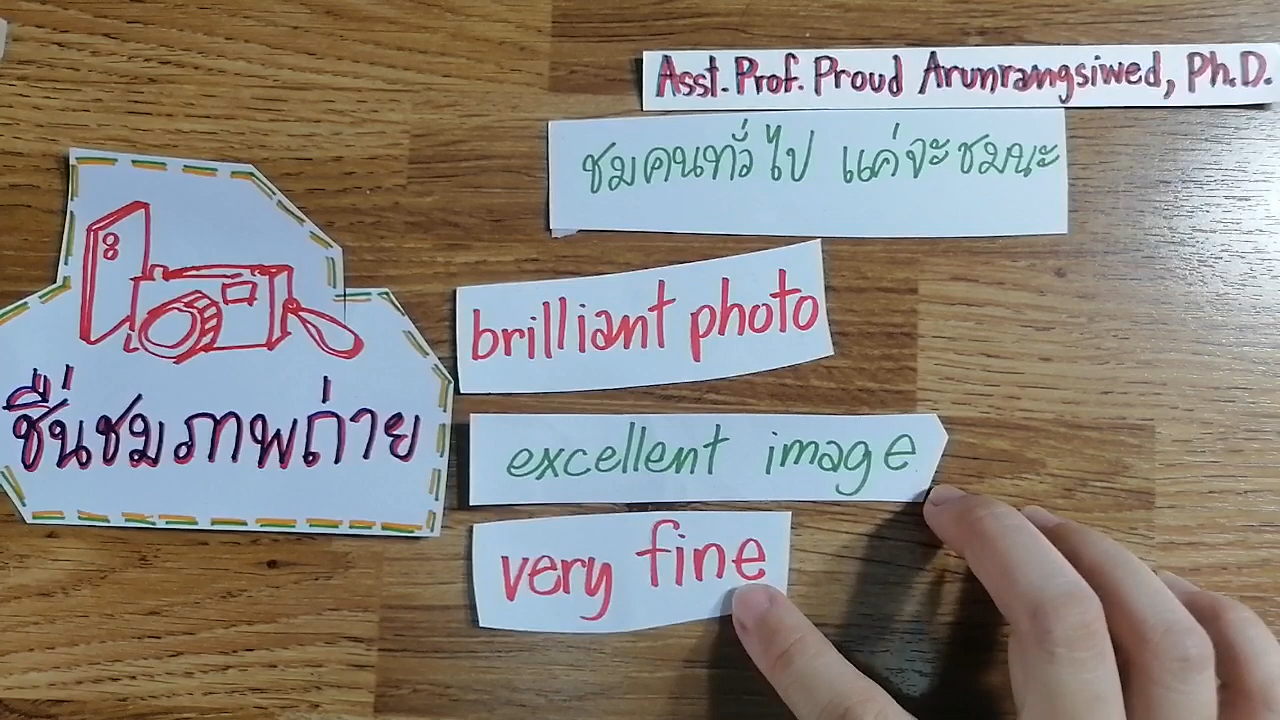 Asst. Prof. Proud Arunrangsiwed, Ph.D.
ชมคนทั่วไป แค่จะชมนะ
ชื่นชมภาพถ่าย
brilliant photo
excellent image
very fine